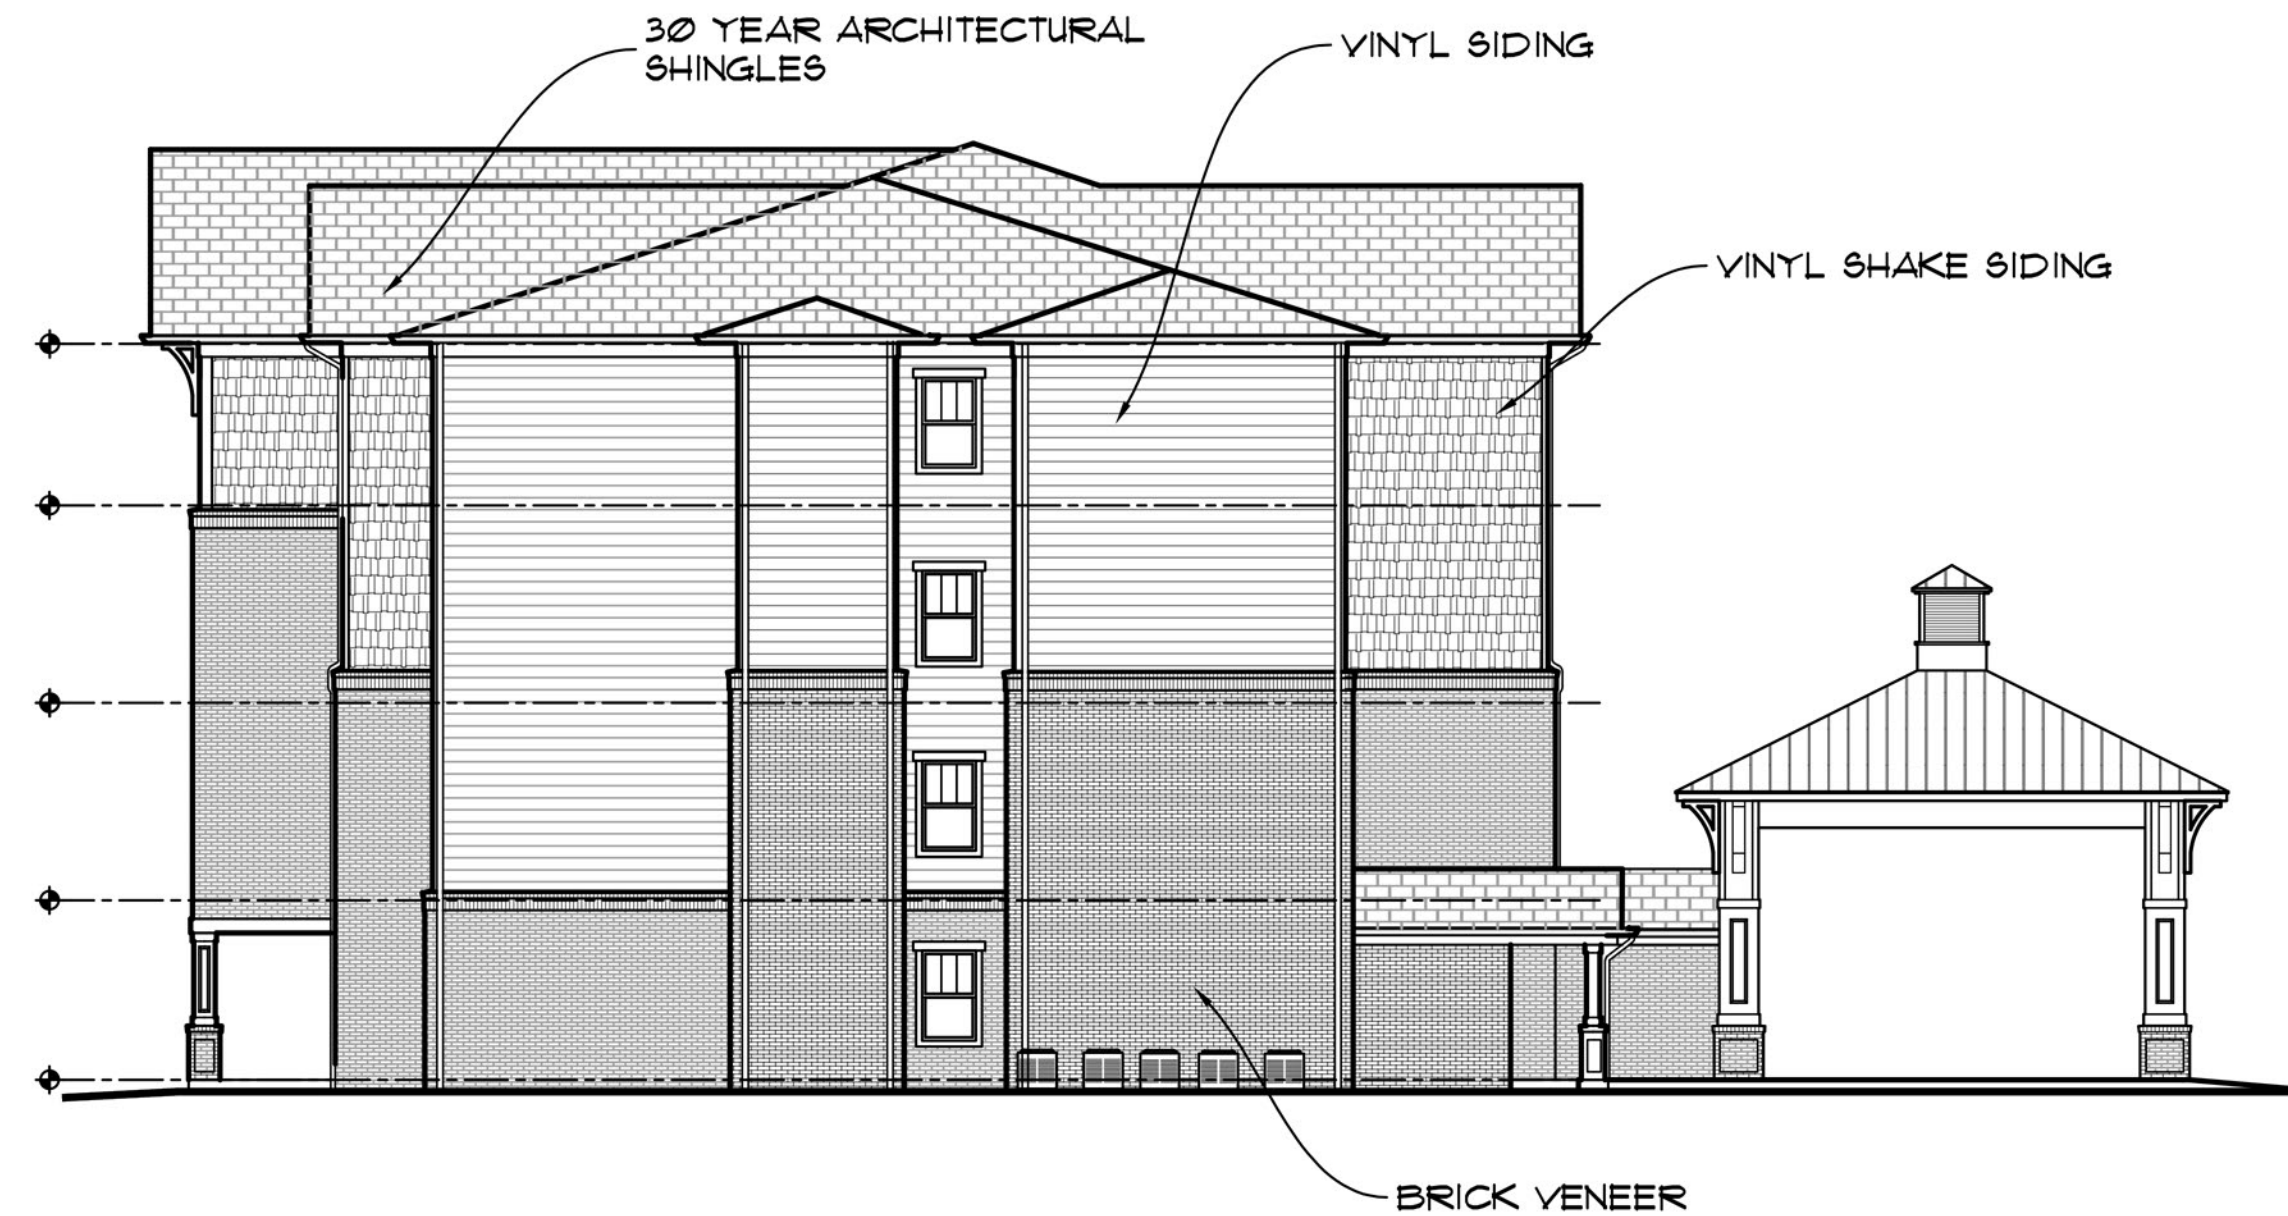 30 YEAR ARCHITECTURAL
SHINGLES
VINYL SIDING
VINYL SHAKE SIDING
BRICK VENEER